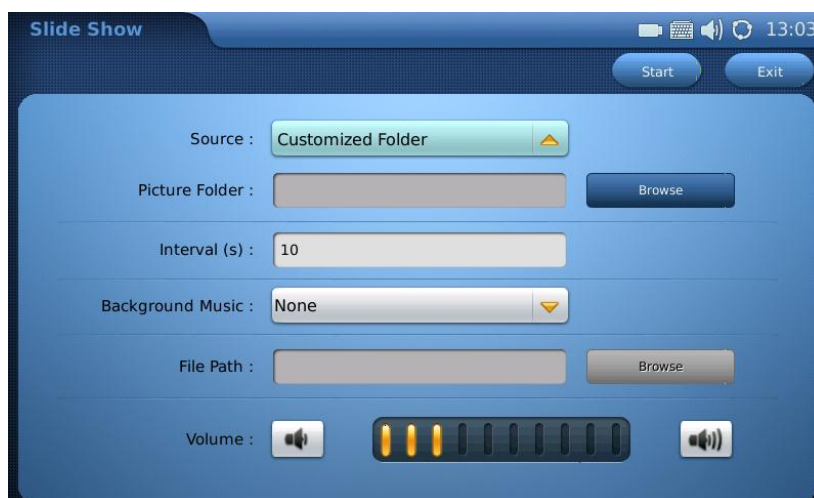 Slide Show 13:03
Start Exit
Source : Customized Folder
Picture Folder : Browse
Interval (s) : 10
Background Music : None
File Path : Browse
Volume :